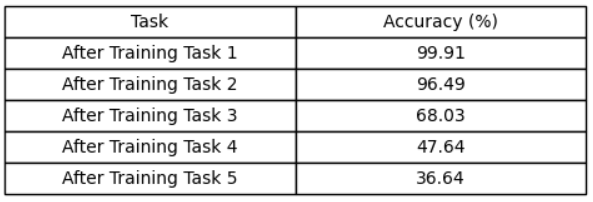 Task Accuracy (%)
After Training Task 1 99.91
After Training Task 2 96.49
After Training Task 3 68.03
After Training Task 4 47.64
After Training Task 5 36.64